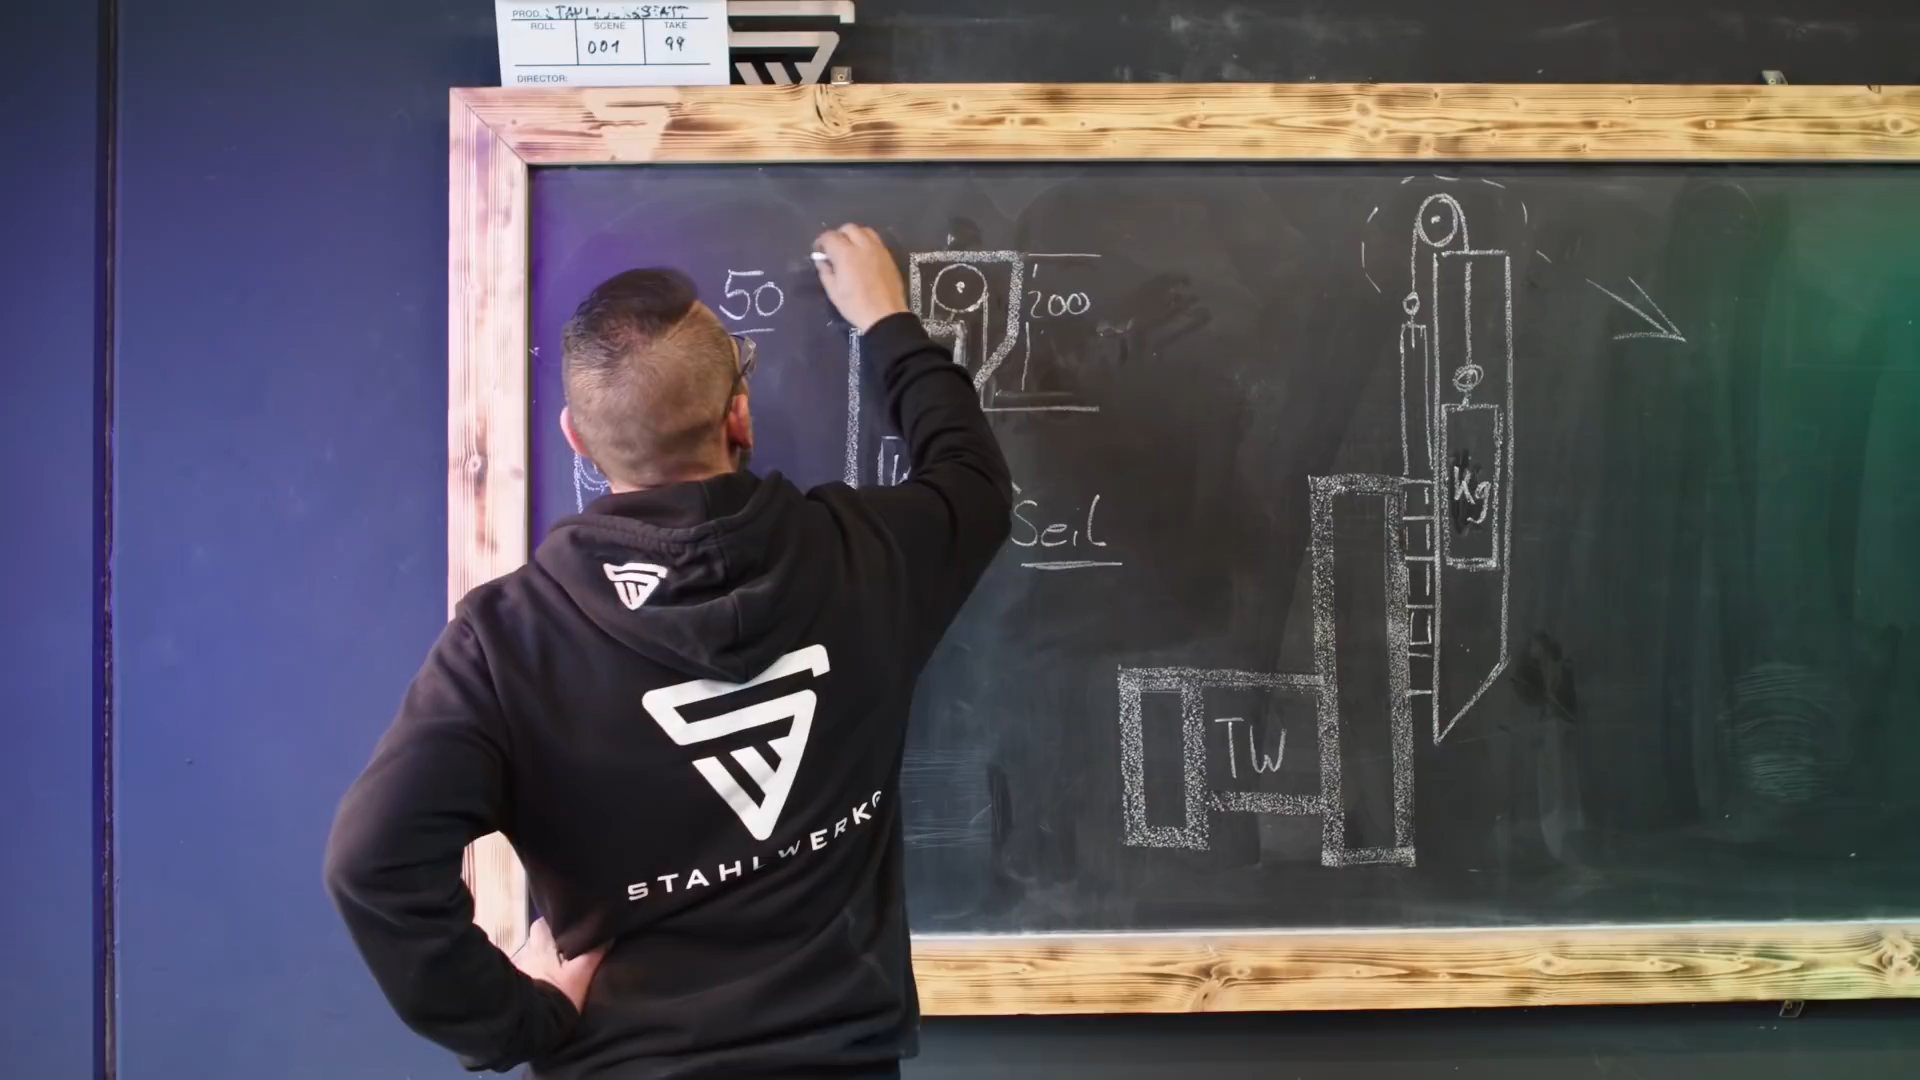 PROD.
ROLL SCENE TAKE
001 99
DIRECTOR:
50
200
Seil
Kg
TW
STAHLWERK